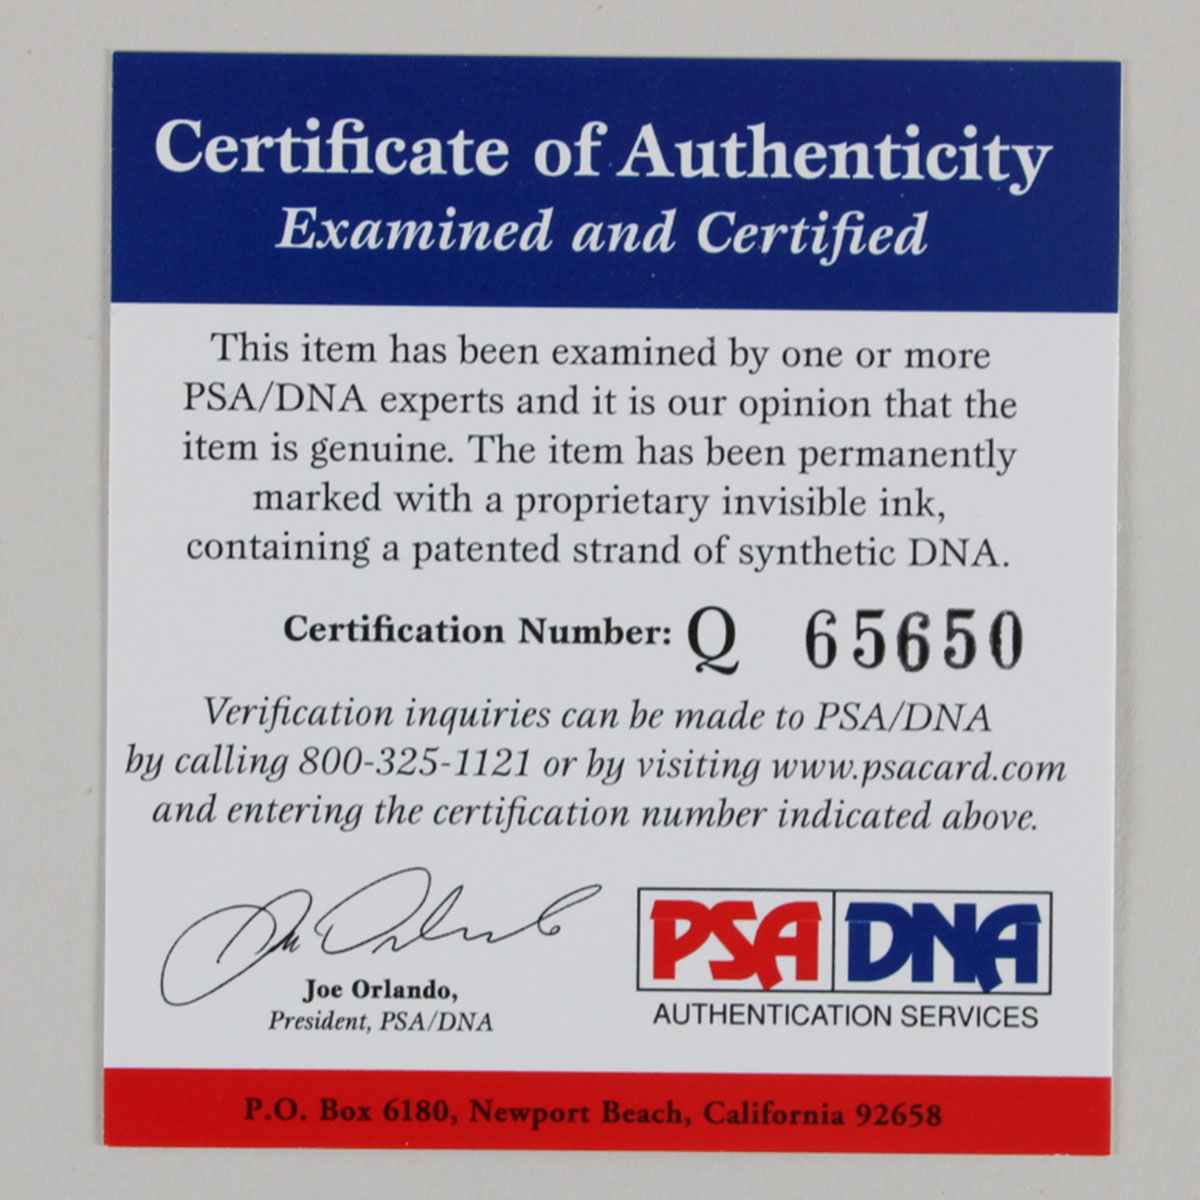 Certificate of Authenticity
Examined and Certified
This item has been examined by one or more
PSA/DNA experts and it is our opinion that the
item is genuine. The item has been permanently
marked with a proprietary invisible ink,
containing a patented strand of synthetic DNA.
Certification Number: Q 65650
Verification inquiries can be made to PSA/DNA
by calling 800-325-1121 or by visiting www.psacard.com
and entering the certification number indicated above.
Joe Orlando,
President, PSA/DNA
PSA DNA
AUTHENTICATION SERVICES
P.O. Box 6180, Newport Beach, California 92658